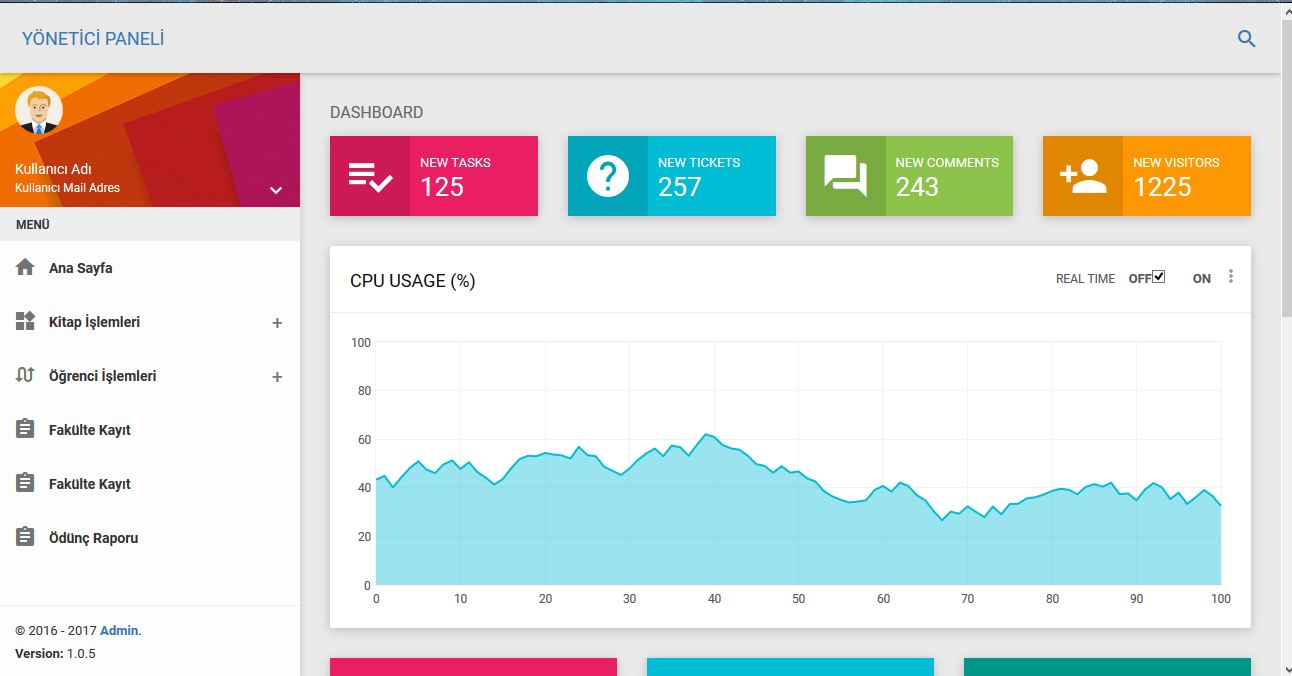 YÖNETİCİ PANELİ
Kullanıcı Adı
Kullanıcı Mail Adres
MENÜ
Ana Sayfa
Kitap İşlemleri +
Öğrenci İşlemleri +
Fakülte Kayıt
Fakülte Kayıt
Ödünç Raporu
© 2016 - 2017 Admin.
Version: 1.0.5
DASHBOARD
NEW TASKS
125
NEW TICKETS
257
NEW COMMENTS
243
NEW VISITORS
1225
CPU USAGE (%)
REAL TIME OFF ON
100
80
60
40
20
0
0 10 20 30 40 50 60 70 80 90 100